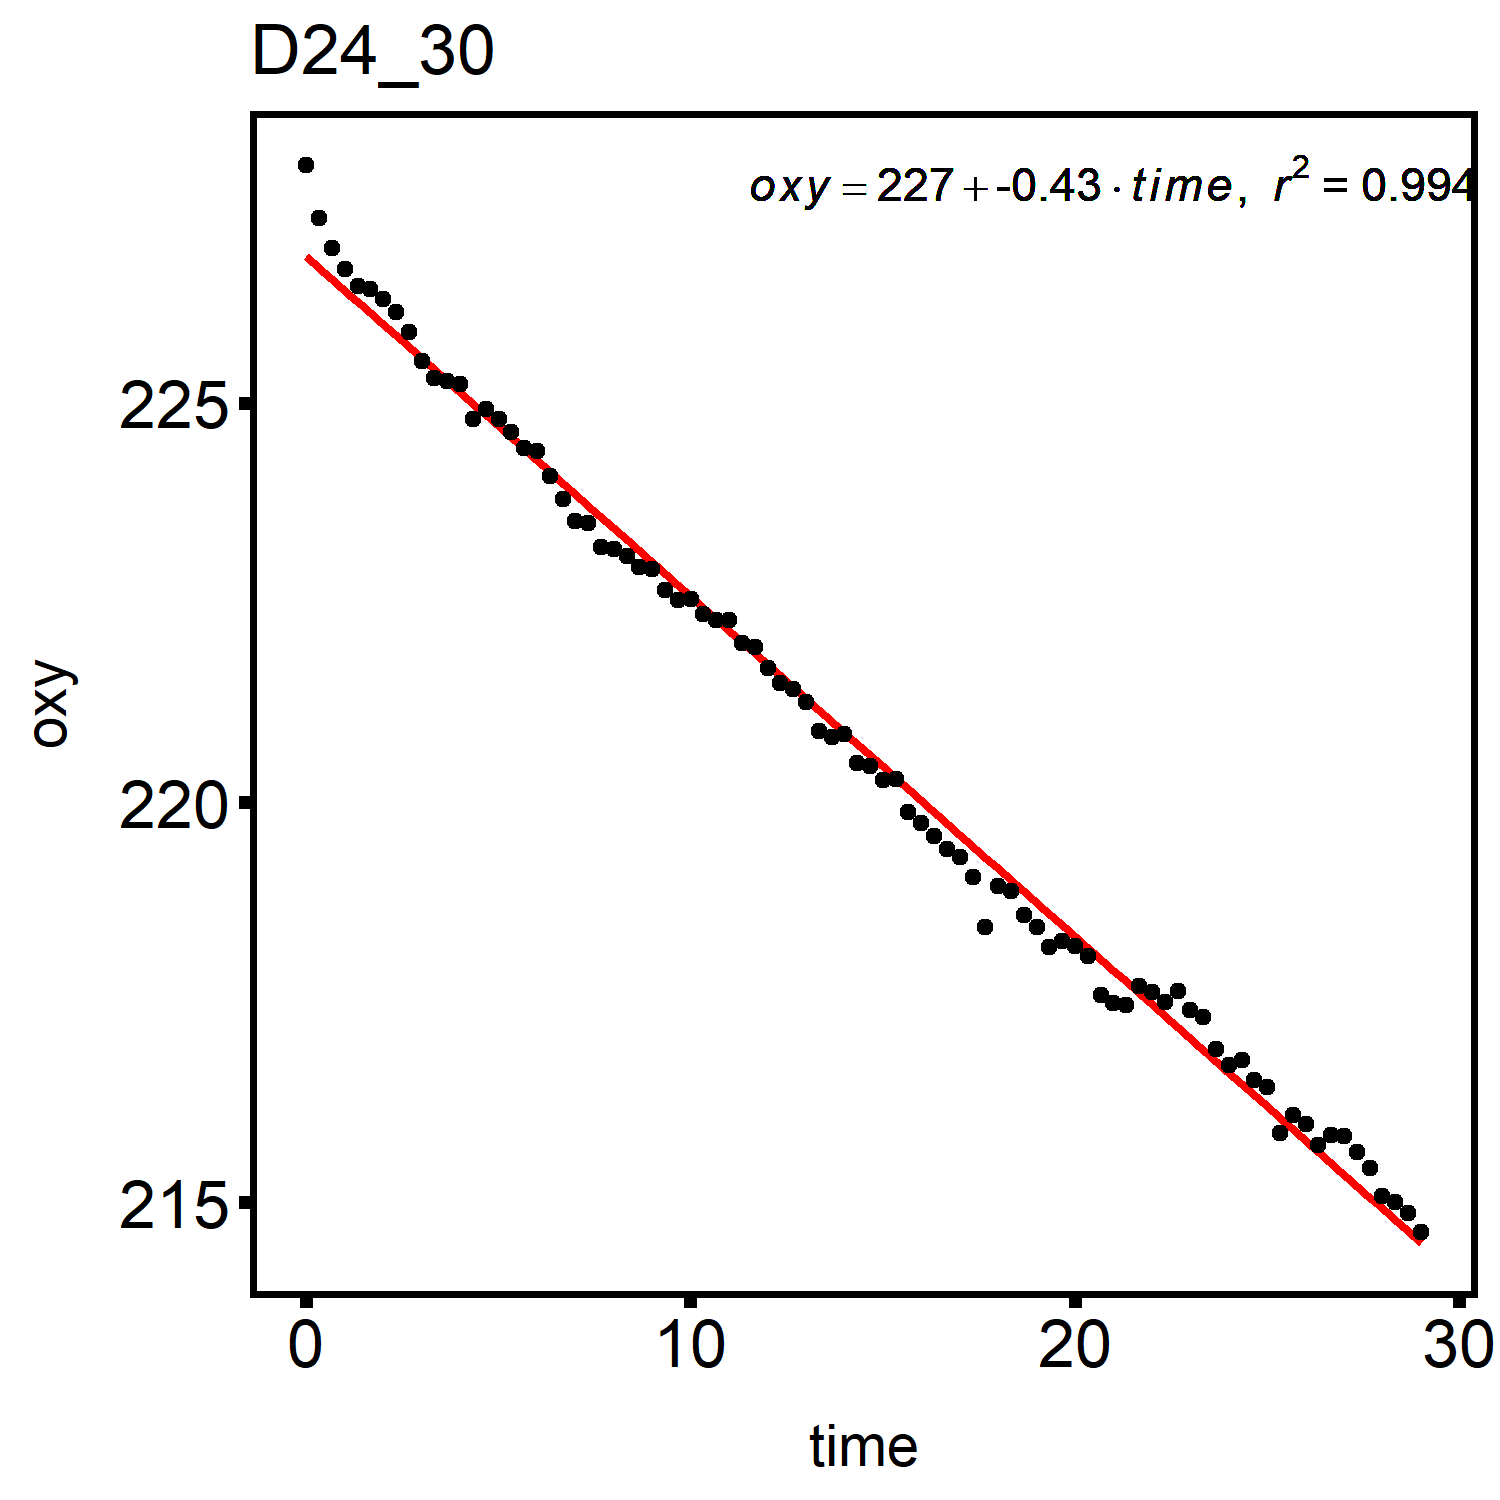 D24_30
oxy = 227 + -0.43 · time, r² = 0.994
225
220
215
oxy
0 10 20 30
time